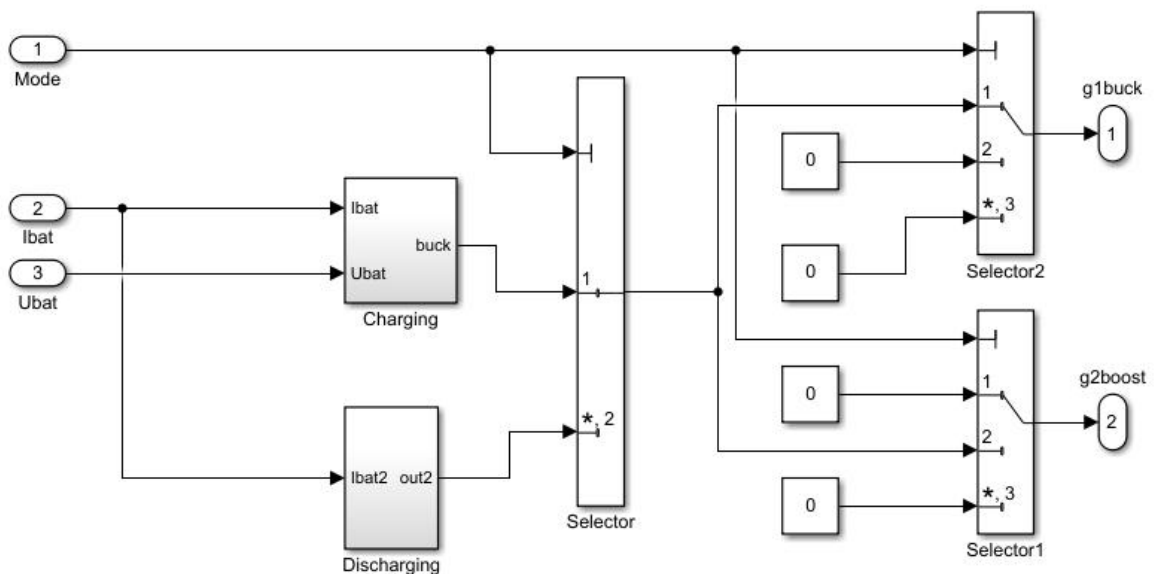 1
Mode
2
Ibat
3
Ubat
Ibat
buck
Ubat
Charging
Ibat2 out2
Discharging
1
*, 2
Selector
0
0
1
2
*, 3
Selector2
g1buck
1
0
0
1
2
*, 3
Selector1
g2boost
2